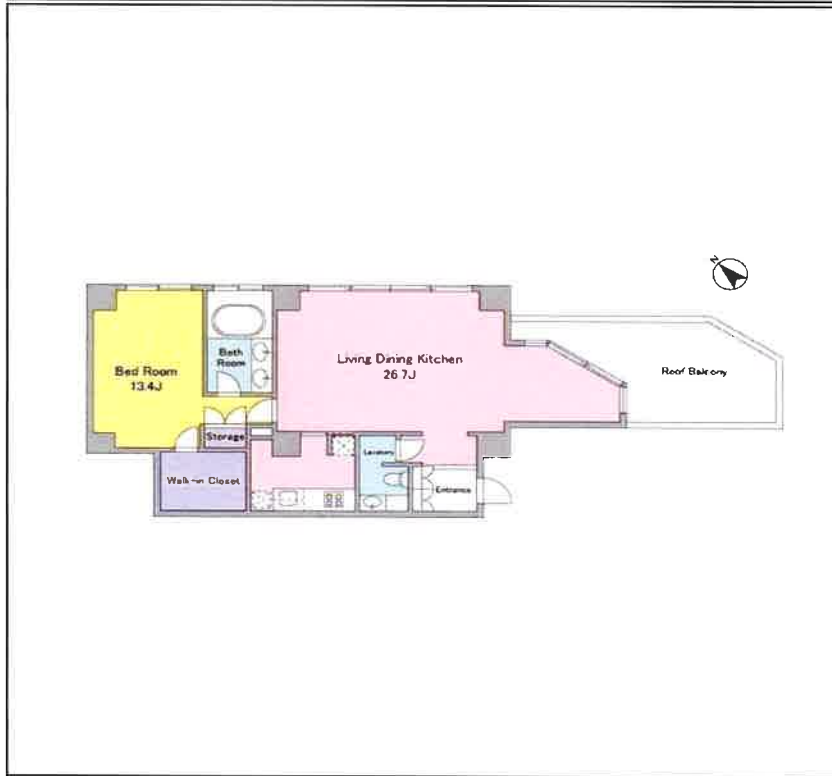 N
Bed Room
13.4J
Bath
Room
Living Dining Kitchen
26.7J
Roof Balcony
Storage
Walk-in Closet
Lavatory
Entrance